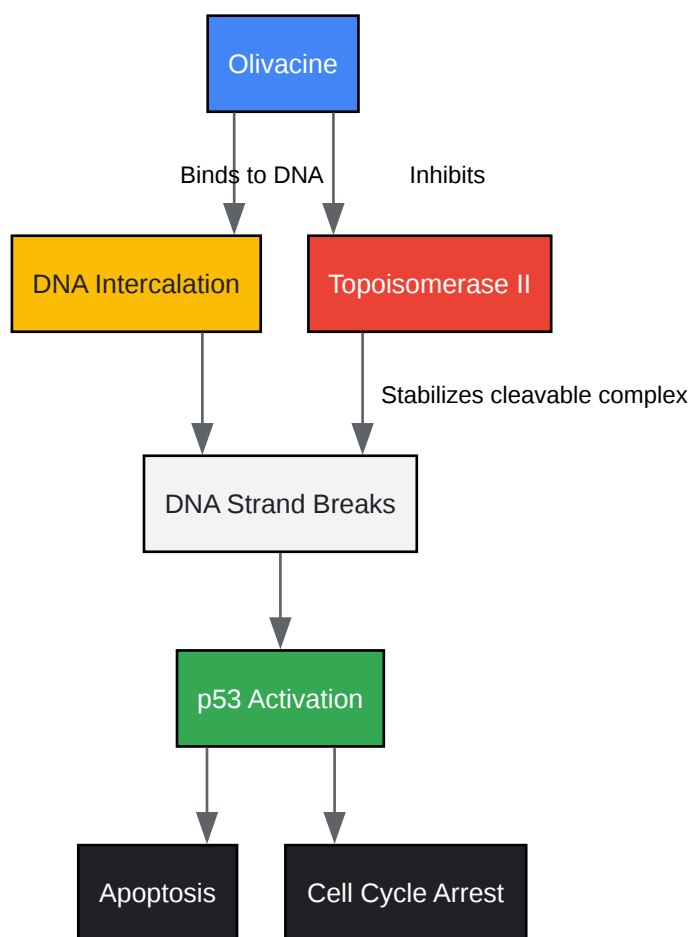 Olivacine
Binds to DNA
Inhibits
DNA Intercalation
Topoisomerase II
Stabilizes cleavable complex
DNA Strand Breaks
p53 Activation
Apoptosis
Cell Cycle Arrest